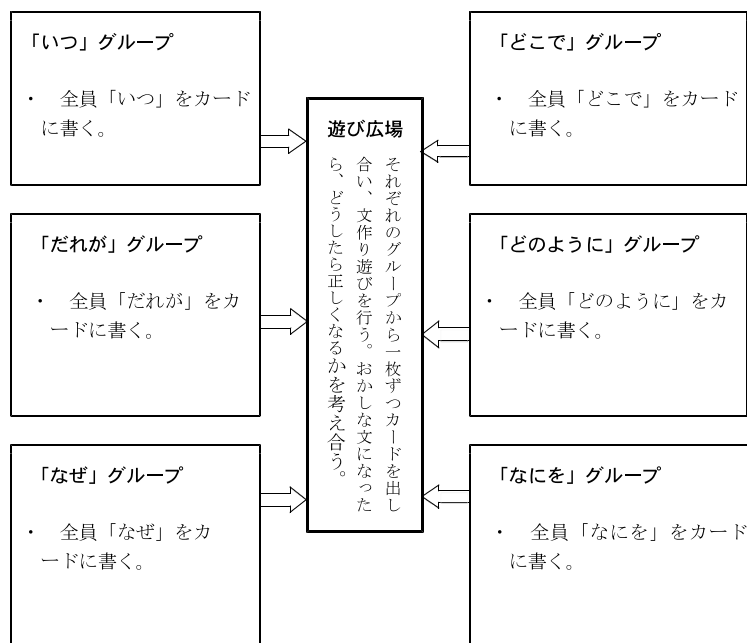 「いつ」グループ
・　全員「いつ」をカード
に書く。
「どこで」グループ
・　全員「どこで」をカード
に書く。
「だれが」グループ
・　全員「だれが」をカ
ードに書く。
「どのように」グループ
・　全員「どのように」をカ
ードに書く。
「なぜ」グループ
・　全員「なぜ」をカ
ードに書く。
「なにを」グループ
・　全員「なにを」をカード
に書く。
遊び広場
それぞれのグループから一枚ずつカードを出し
合い、文作り遊びを行う。おかしな文になった
ら、どうしたら正しくなるかを考え合う。